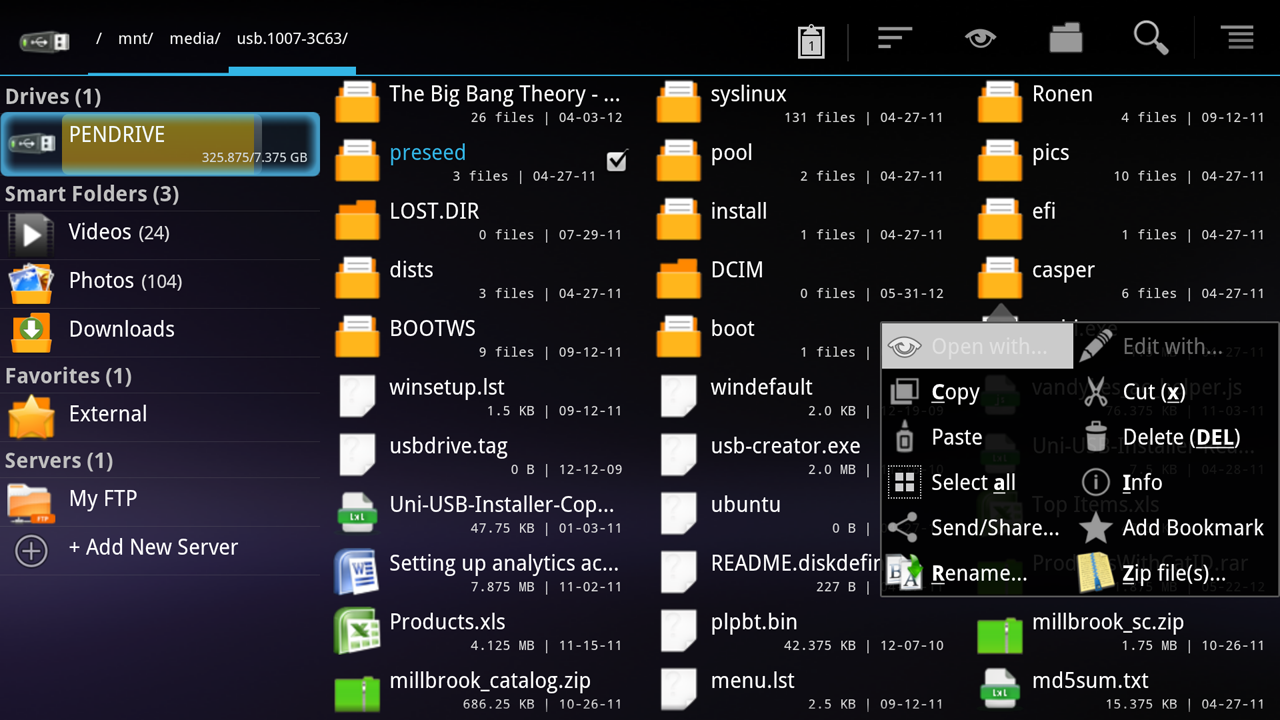 / mnt/ media/ usb.1007-3C63/
1
Drives (1)
PENDRIVE
325.875/7.375 GB
Smart Folders (3)
Videos (24)
Photos (104)
Downloads
Favorites (1)
External
Servers (1)
My FTP
+ Add New Server
The Big Bang Theory - ...
26 files | 04-03-12
preseed
3 files | 04-27-11
LOST.DIR
0 files | 07-29-11
dists
3 files | 04-27-11
BOOTWS
9 files | 09-12-11
winsetup.lst
1.5 KB | 09-12-11
usbdrive.tag
0 B | 12-12-09
Uni-USB-Installer-Cop...
47.75 KB | 01-03-11
Setting up analytics ac...
7.875 MB | 11-02-11
Products.xls
4.125 MB | 11-15-11
millbrook_catalog.zip
686.25 KB | 10-26-11
syslinux
131 files | 04-27-11
pool
2 files | 04-27-11
install
1 files | 04-27-11
DCIM
0 files | 05-31-12
boot
1 files |
windefault
2.0 KB |
usb-creator.exe
2.0 MB |
ubuntu
0 B |
README.diskdefin
227 B |
plpbt.bin
42.375 KB | 12-07-10
menu.lst
2.5 KB | 09-12-11
Ronen
4 files | 09-12-11
pics
10 files | 04-27-11
efi
1 files | 04-27-11
casper
6 files | 04-27-11
Open with...
Edit with...
Copy
Cut (x)
Paste
Delete (DEL)
Select all
Info
Send/Share...
Add Bookmark
Rename...
Zip file(s)...
Top Items.xls
millbrook_sc.zip
1.75 MB | 10-26-11
md5sum.txt
15.375 KB | 04-27-11